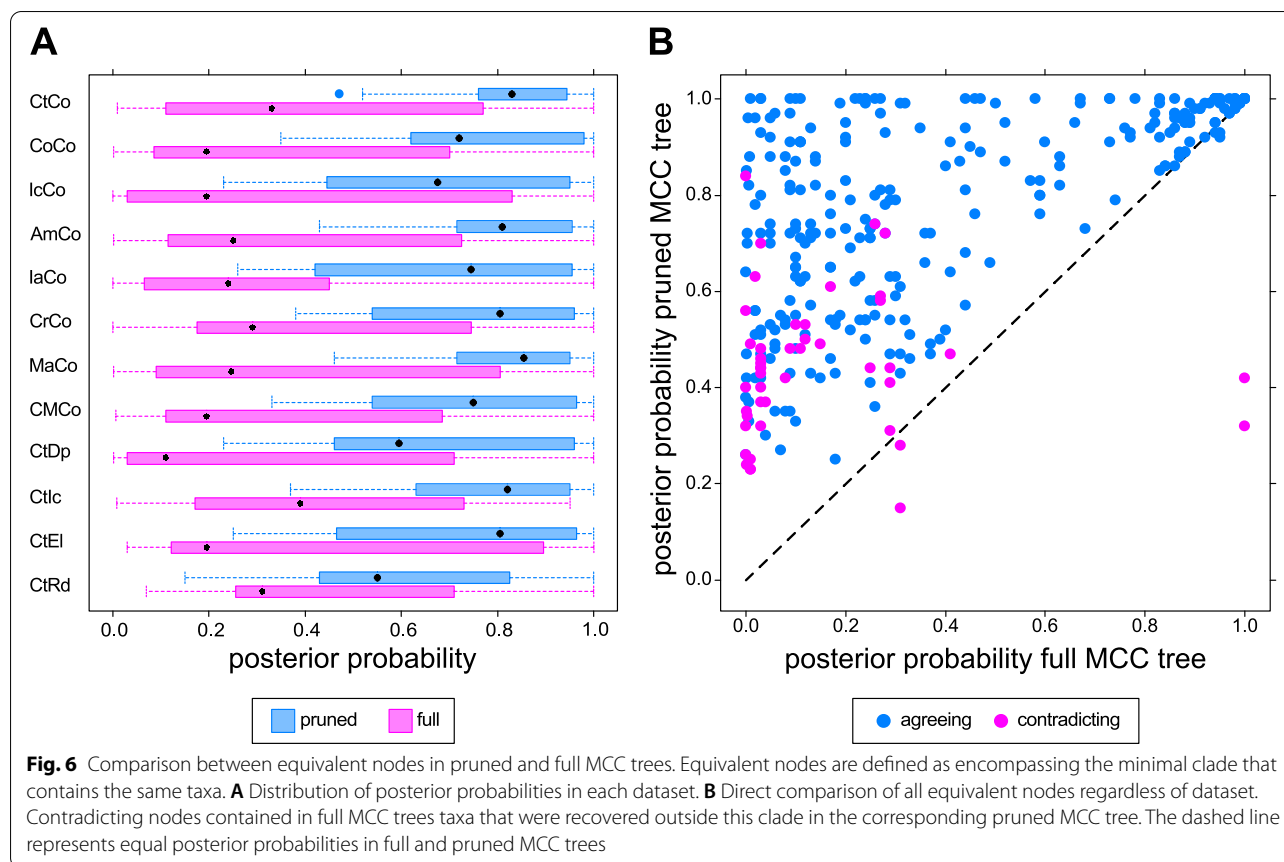 A
CtCo
CoCo
IcCo
AmCo
IaCo
CrCo
MaCo
CMCo
CtDp
CtIc
CtEl
CtRd
0.0 0.2 0.4 0.6 0.8 1.0
posterior probability
pruned full
B
posterior probability pruned MCC tree
1.0
0.8
0.6
0.4
0.2
0.0
0.0 0.2 0.4 0.6 0.8 1.0
posterior probability full MCC tree
agreeing contradicting
Fig. 6 Comparison between equivalent nodes in pruned and full MCC trees. Equivalent nodes are defined as encompassing the minimal clade that
contains the same taxa. A Distribution of posterior probabilities in each dataset. B Direct comparison of all equivalent nodes regardless of dataset.
Contradicting nodes contained in full MCC trees taxa that were recovered outside this clade in the corresponding pruned MCC tree. The dashed line
represents equal posterior probabilities in full and pruned MCC trees